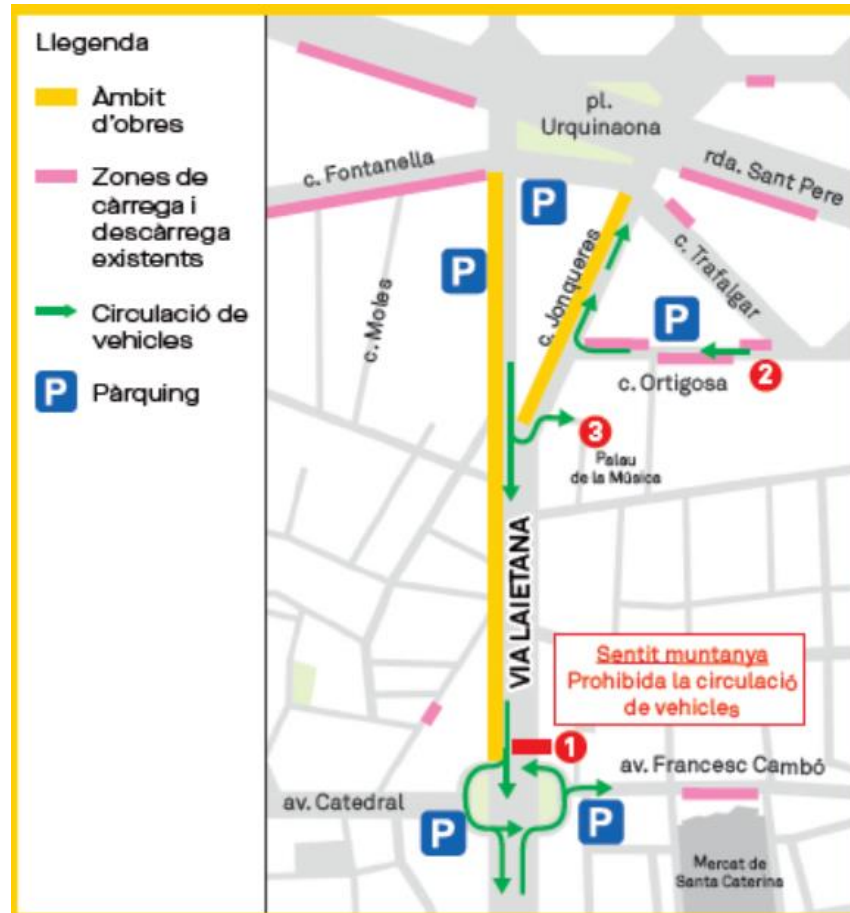 Llegenda
Àmbit
d'obres
Zones de
càrrega i
descàrrega
existents
Circulació de
vehicles
P
Pàrquing
pl.
Urquinaona
c. Fontanella
rda. Sant Pere
P
P
c. Jonqueres
c. Trafalgar
P
c. Moles
c. Ortigosa
2
3
Palau
de la Música
VIA LAIETANA
Sentit muntanya
Prohibida la circulació
de vehicles
1
av. Francesc Cambó
av. Catedral
P
P
Mercat de
Santa Caterina